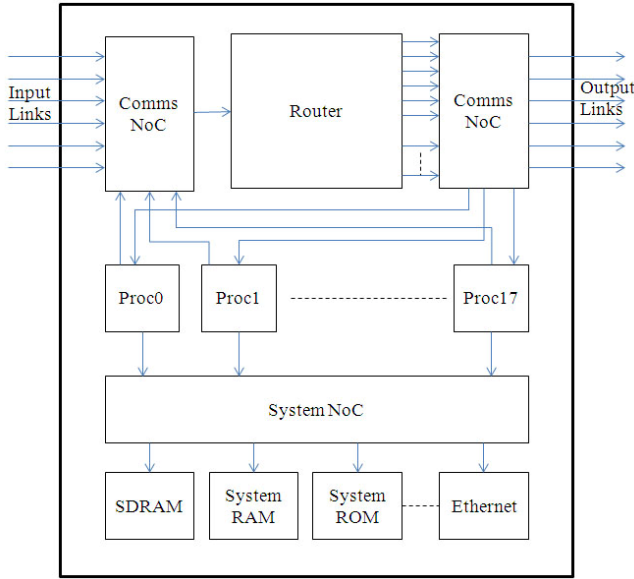 Input
Links
Comms
NoC
Router
Comms
NoC
Output
Links
Proc0
Proc1
Proc17
System NoC
SDRAM
System
RAM
System
ROM
Ethernet